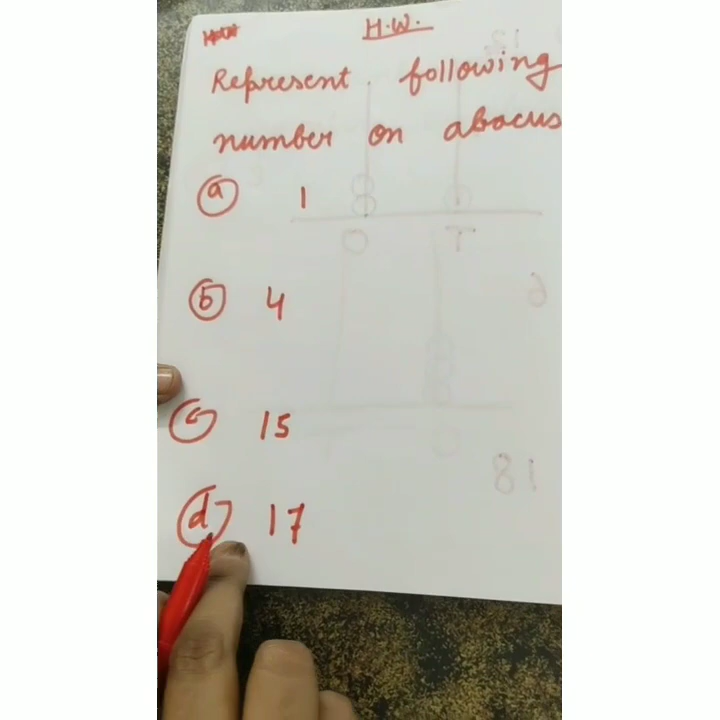 H.W.
Represent following
number on abacus
a 1
b 4
c 15
d 17